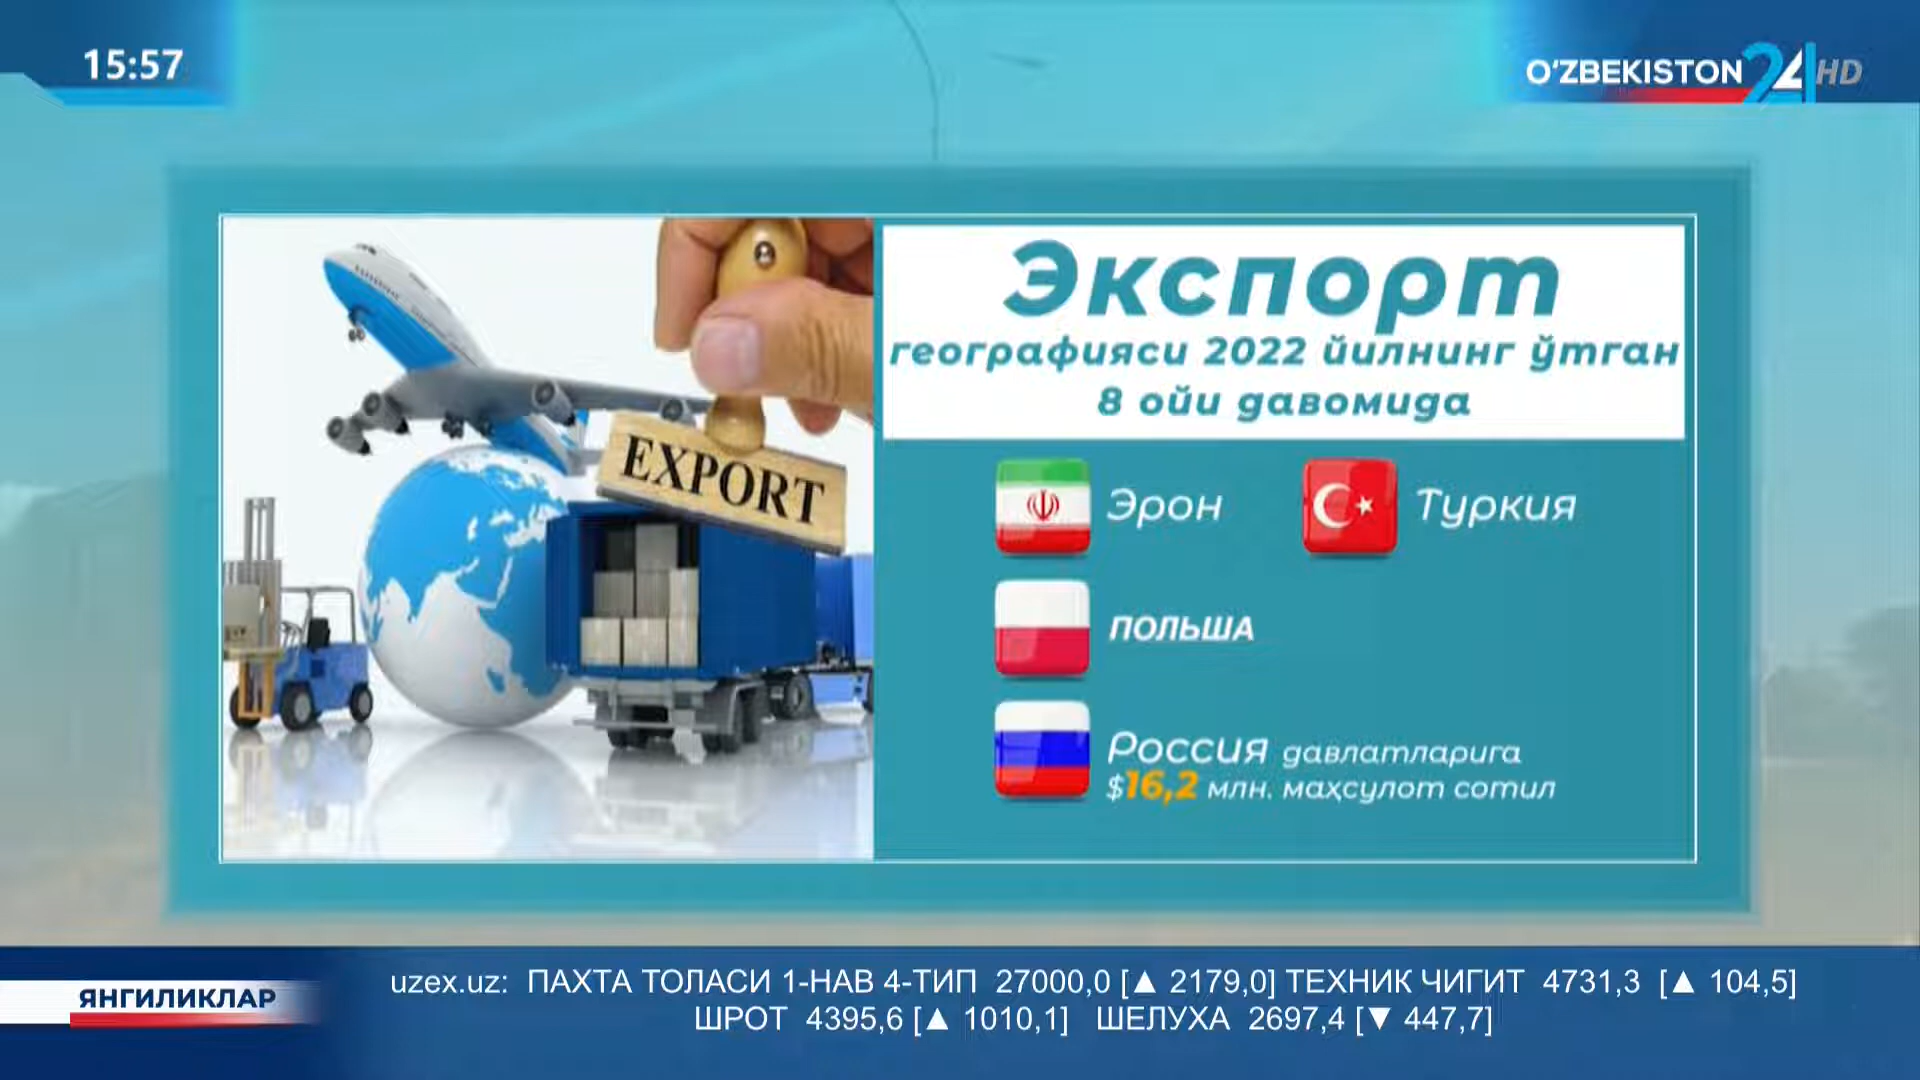 15:57
O‘ZBEKISTON 24 HD
EXPORT
Экспорт
географияси 2022 йилнинг ўтган
8 ойи давомида
Эрон
Туркия
ПОЛЬША
Россия давлатларига
$16,2 млн. маҳсулот сотил
ЯНГИЛИКЛАР
uzex.uz: ПАХТА ТОЛАСИ 1-НАВ 4-ТИП 27000,0 [▲ 2179,0] ТЕХНИК ЧИГИТ 4731,3 [▲ 104,5]
ШРОТ 4395,6 [▲ 1010,1] ШЕЛУХА 2697,4 [▼ 447,7]